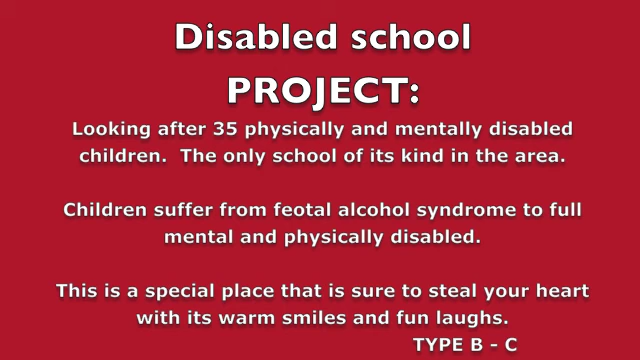 Disabled school
PROJECT:
Looking after 35 physically and mentally disabled
children.  The only school of its kind in the area.
Children suffer from feotal alcohol syndrome to full
mental and physically disabled.
This is a special place that is sure to steal your heart
with its warm smiles and fun laughs.
TYPE B - C